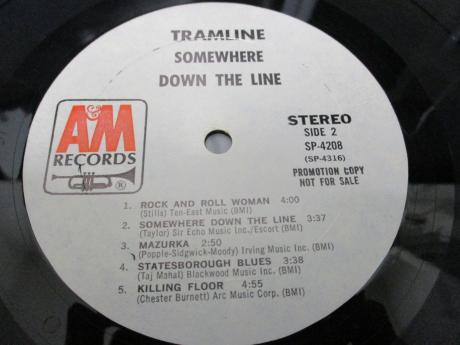 TRAMLINE
SOMEWHERE
DOWN THE LINE
A&M
RECORDS
®
STEREO
SIDE 2
SP-4208
(SP-4316)
PROMOTION COPY
NOT FOR SALE
1. ROCK AND ROLL WOMAN 4:00
(Stills) Ten-East Music (BMI)
2. SOMEWHERE DOWN THE LINE 3:37
(Taylor) Sir Echo Music Inc./Escort (BMI)
3. MAZURKA 2:50
(Popple-Sidgwick-Moody) Irving Music Inc. (BMI)
4. STATESBOROUGH BLUES 3:38
(Taj Mahal) Blackwood Music Inc. (BMI)
5. KILLING FLOOR 4:55
(Chester Burnett) Arc Music Corp. (BMI)